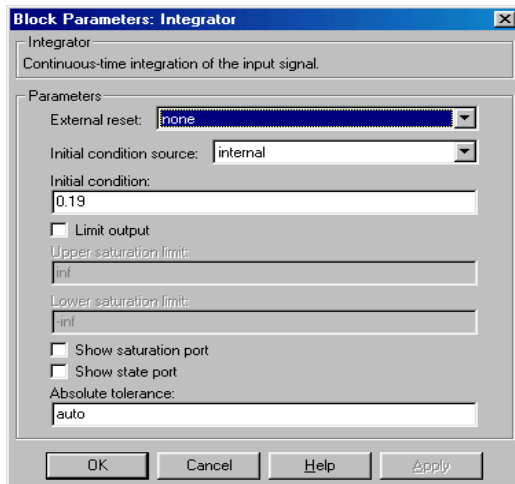 Block Parameters: Integrator
Integrator
Continuous-time integration of the input signal.
Parameters
External reset: none
Initial condition source: internal
Initial condition:
0.19
Limit output
Upper saturation limit:
inf
Lower saturation limit:
-inf
Show saturation port
Show state port
Absolute tolerance:
auto
OK Cancel Help Apply